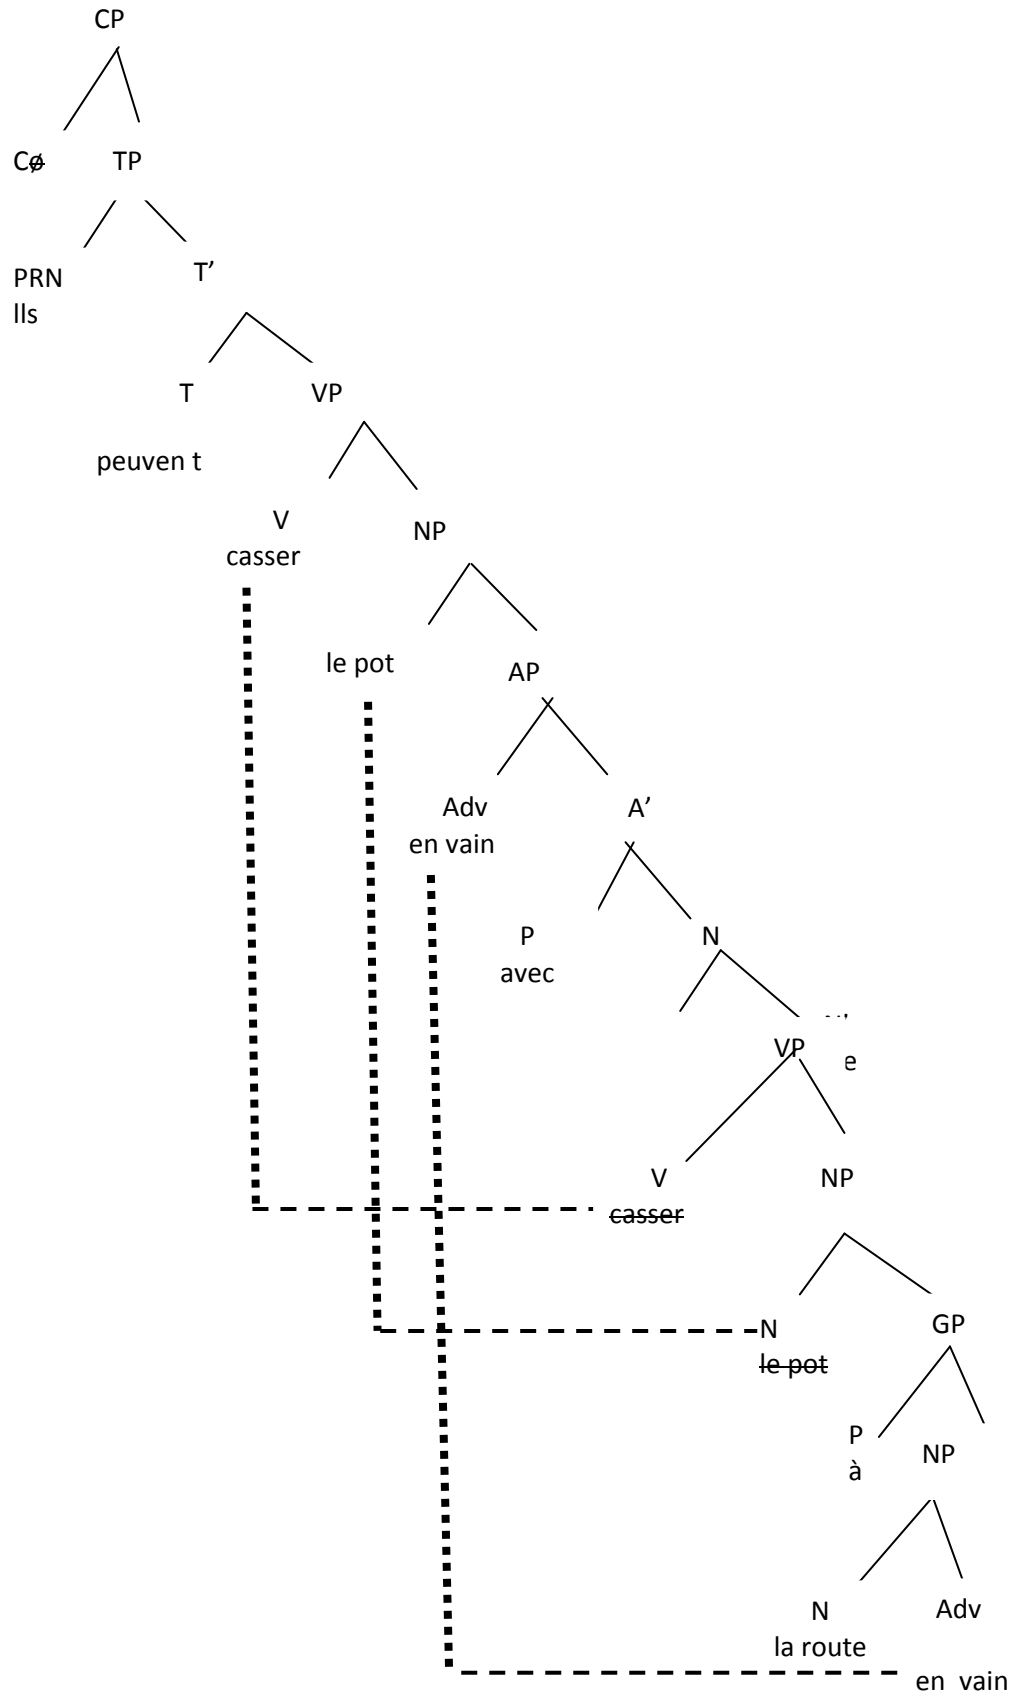 CP
Cø TP
PRN T’
Ils
T VP
peuven t
V NP
casser
le pot AP
Adv A’
en vain
P N
avec
VP e
V NP
casser
N GP
le pot
P NP
à
N Adv
la route
en vain